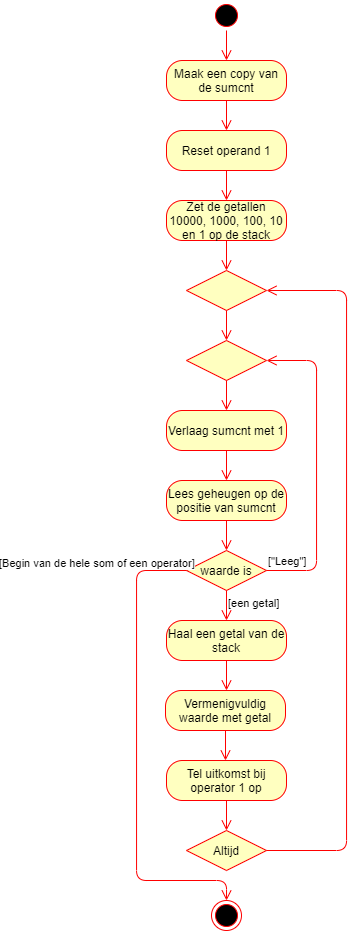 Maak een copy van
de sumcnt
Reset operand 1
Zet de getallen
10000, 1000, 100, 10
en 1 op de stack
Verlaag sumcnt met 1
Lees geheugen op de
positie van sumcnt
[Begin van de hele som of een operator]
waarde is
["Leeg"]
[een getal]
Haal een getal van de
stack
Vermenigvuldig
waarde met getal
Tel uitkomst bij
operator 1 op
Altijd